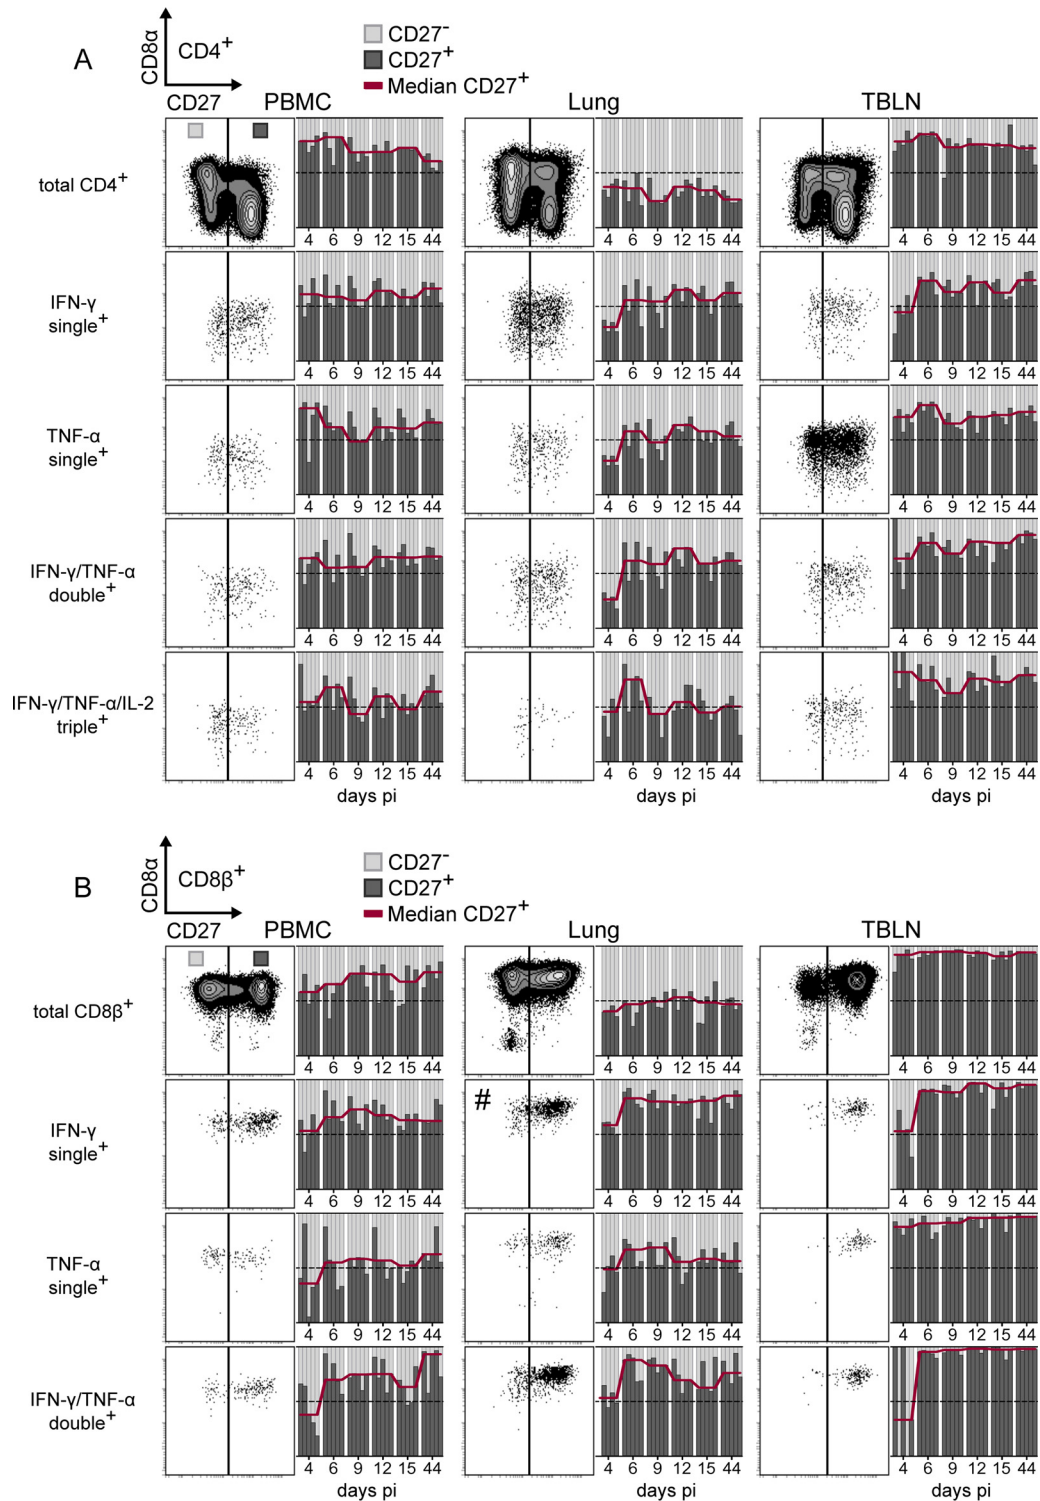 A
CD8α
CD4+
CD27
CD27-
CD27+
Median CD27+
PBMC
Lung
TBLN
total CD4+
4 6 9 12 15 44
4 6 9 12 15 44
4 6 9 12 15 44
IFN-γ
single+
4 6 9 12 15 44
4 6 9 12 15 44
4 6 9 12 15 44
TNF-α
single+
4 6 9 12 15 44
4 6 9 12 15 44
4 6 9 12 15 44
IFN-γ/TNF-α
double+
4 6 9 12 15 44
4 6 9 12 15 44
4 6 9 12 15 44
IFN-γ/TNF-α/IL-2
triple+
4 6 9 12 15 44
4 6 9 12 15 44
4 6 9 12 15 44
days pi
days pi
days pi
B
CD8α
CD8β+
CD27
CD27-
CD27+
Median CD27+
PBMC
Lung
TBLN
total CD8β+
4 6 9 12 15 44
4 6 9 12 15 44
4 6 9 12 15 44
IFN-γ
single+
#
4 6 9 12 15 44
4 6 9 12 15 44
4 6 9 12 15 44
TNF-α
single+
4 6 9 12 15 44
4 6 9 12 15 44
4 6 9 12 15 44
IFN-γ/TNF-α
double+
4 6 9 12 15 44
4 6 9 12 15 44
4 6 9 12 15 44
days pi
days pi
days pi